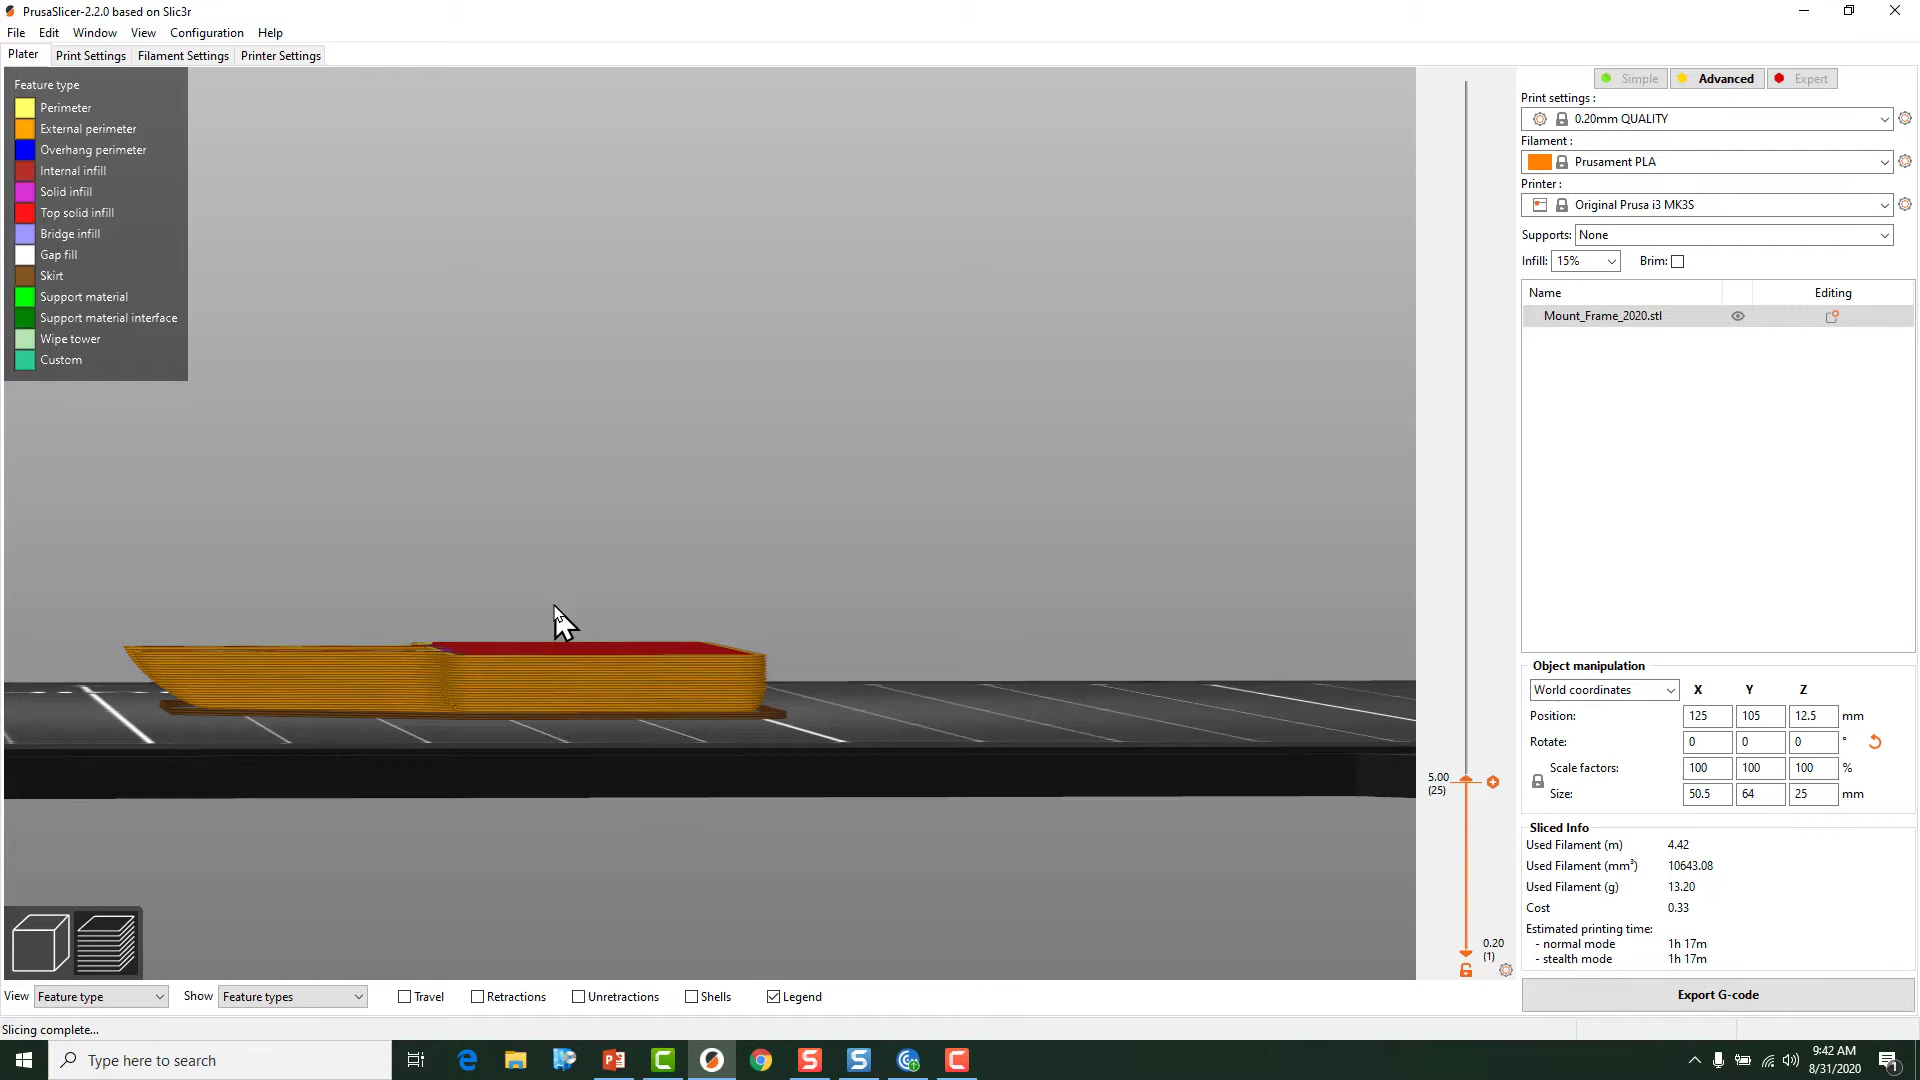 PrusaSlicer-2.2.0 based on Slic3r
File Edit Window View Configuration Help
Plater Print Settings Filament Settings Printer Settings
Feature type
Perimeter
External perimeter
Overhang perimeter
Internal infill
Solid infill
Top solid infill
Bridge infill
Gap fill
Skirt
Support material
Support material interface
Wipe tower
Custom
5.00
(25)
0.20
(1)
Simple Advanced Expert
Print settings :
0.20mm QUALITY
Filament :
Prusament PLA
Printer :
Original Prusa i3 MK3S
Supports: None
Infill: 15% Brim:
Name Editing
Mount_Frame_2020.stl
Object manipulation
World coordinates X Y Z
Position: 125 105 12.5 mm
Rotate: 0 0 0 °
Scale factors: 100 100 100 %
Size: 50.5 64 25 mm
Sliced Info
Used Filament (m) 4.42
Used Filament (mm³) 10643.08
Used Filament (g) 13.20
Cost 0.33
Estimated printing time:
- normal mode 1h 17m
- stealth mode 1h 17m
Export G-code
View Feature type Show Feature types Travel Retractions Unretractions Shells Legend
Slicing complete...
Type here to search
9:42 AM
8/31/2020
1